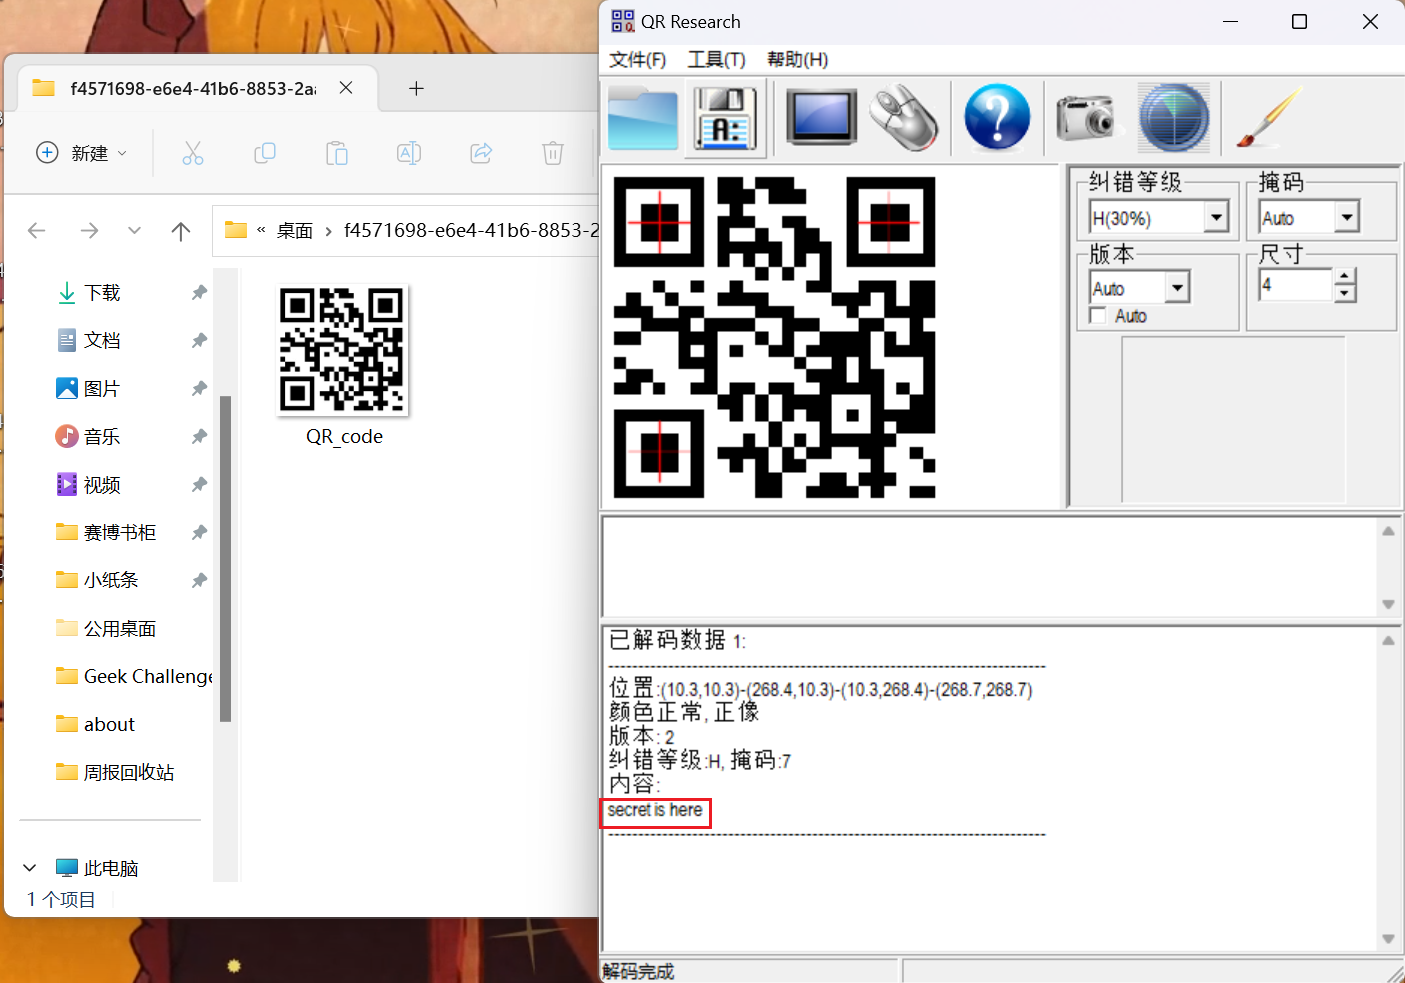 f4571698-e6e4-41b6-8853-2a
新建
« 桌面 › f4571698-e6e4-41b6-8853-2
下载
文档
图片
音乐
视频
赛博书柜
小纸条
公用桌面
Geek Challenge
about
周报回收站
此电脑
1 个项目
QR_code
QR Research
文件(F) 工具(T) 帮助(H)
A:
纠错等级
H(30%)
掩码
Auto
版本
Auto
Auto
尺寸
4
已解码数据 1:
位置:(10.3,10.3)-(268.4,10.3)-(10.3,268.4)-(268.7,268.7)
颜色正常, 正像
版本: 2
纠错等级:H, 掩码:7
内容:
secret is here
解码完成